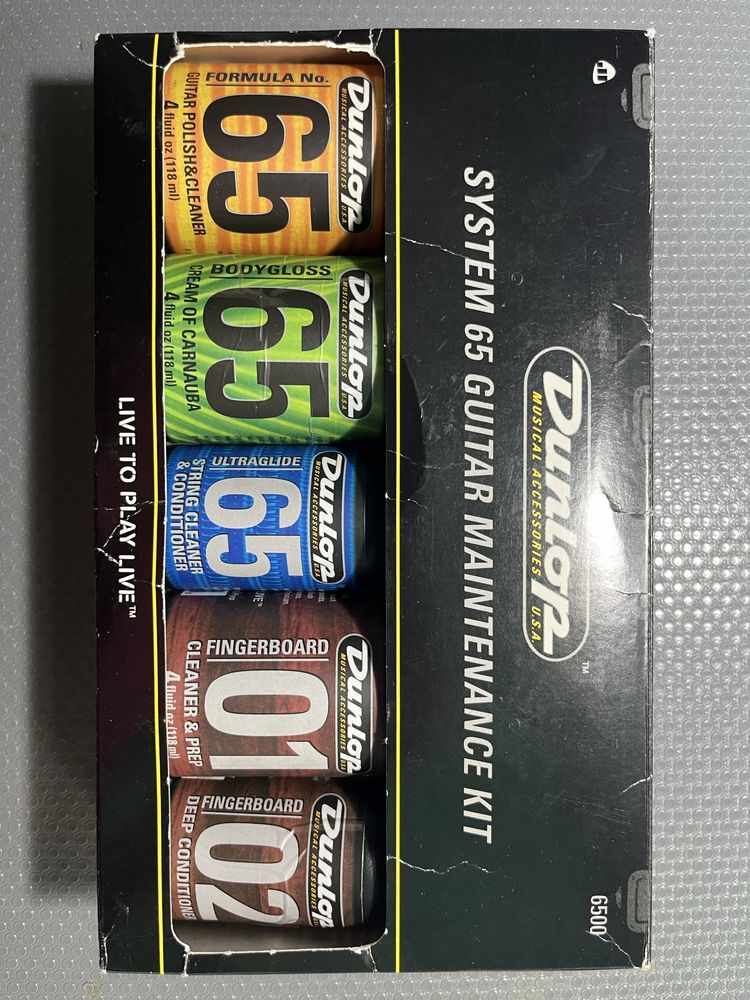 Dunlop
MUSICAL ACCESSORIES U.S.A.
™
SYSTEM 65 GUITAR MAINTENANCE KIT
6500
Dunlop
MUSICAL ACCESSORIES U.S.A
FORMULA No.
65
GUITAR POLISH&CLEANER
4 fluid oz (118 ml)
Dunlop
MUSICAL ACCESSORIES U.S.A
BODYGLOSS
65
CREAM OF CARNAUBA
4 fluid oz (118 ml)
Dunlop
MUSICAL ACCESSORIES U.S.A
ULTRAGLIDE
65
STRING CLEANER
& CONDITIONER
Dunlop
MUSICAL ACCESSORIES USA
FINGERBOARD
01
CLEANER & PREP
4 fluid oz (118 ml)
Dunlop
MUSICAL ACCESSORIES
FINGERBOARD
02
DEEP CONDITIONE
LIVE TO PLAY LIVE™